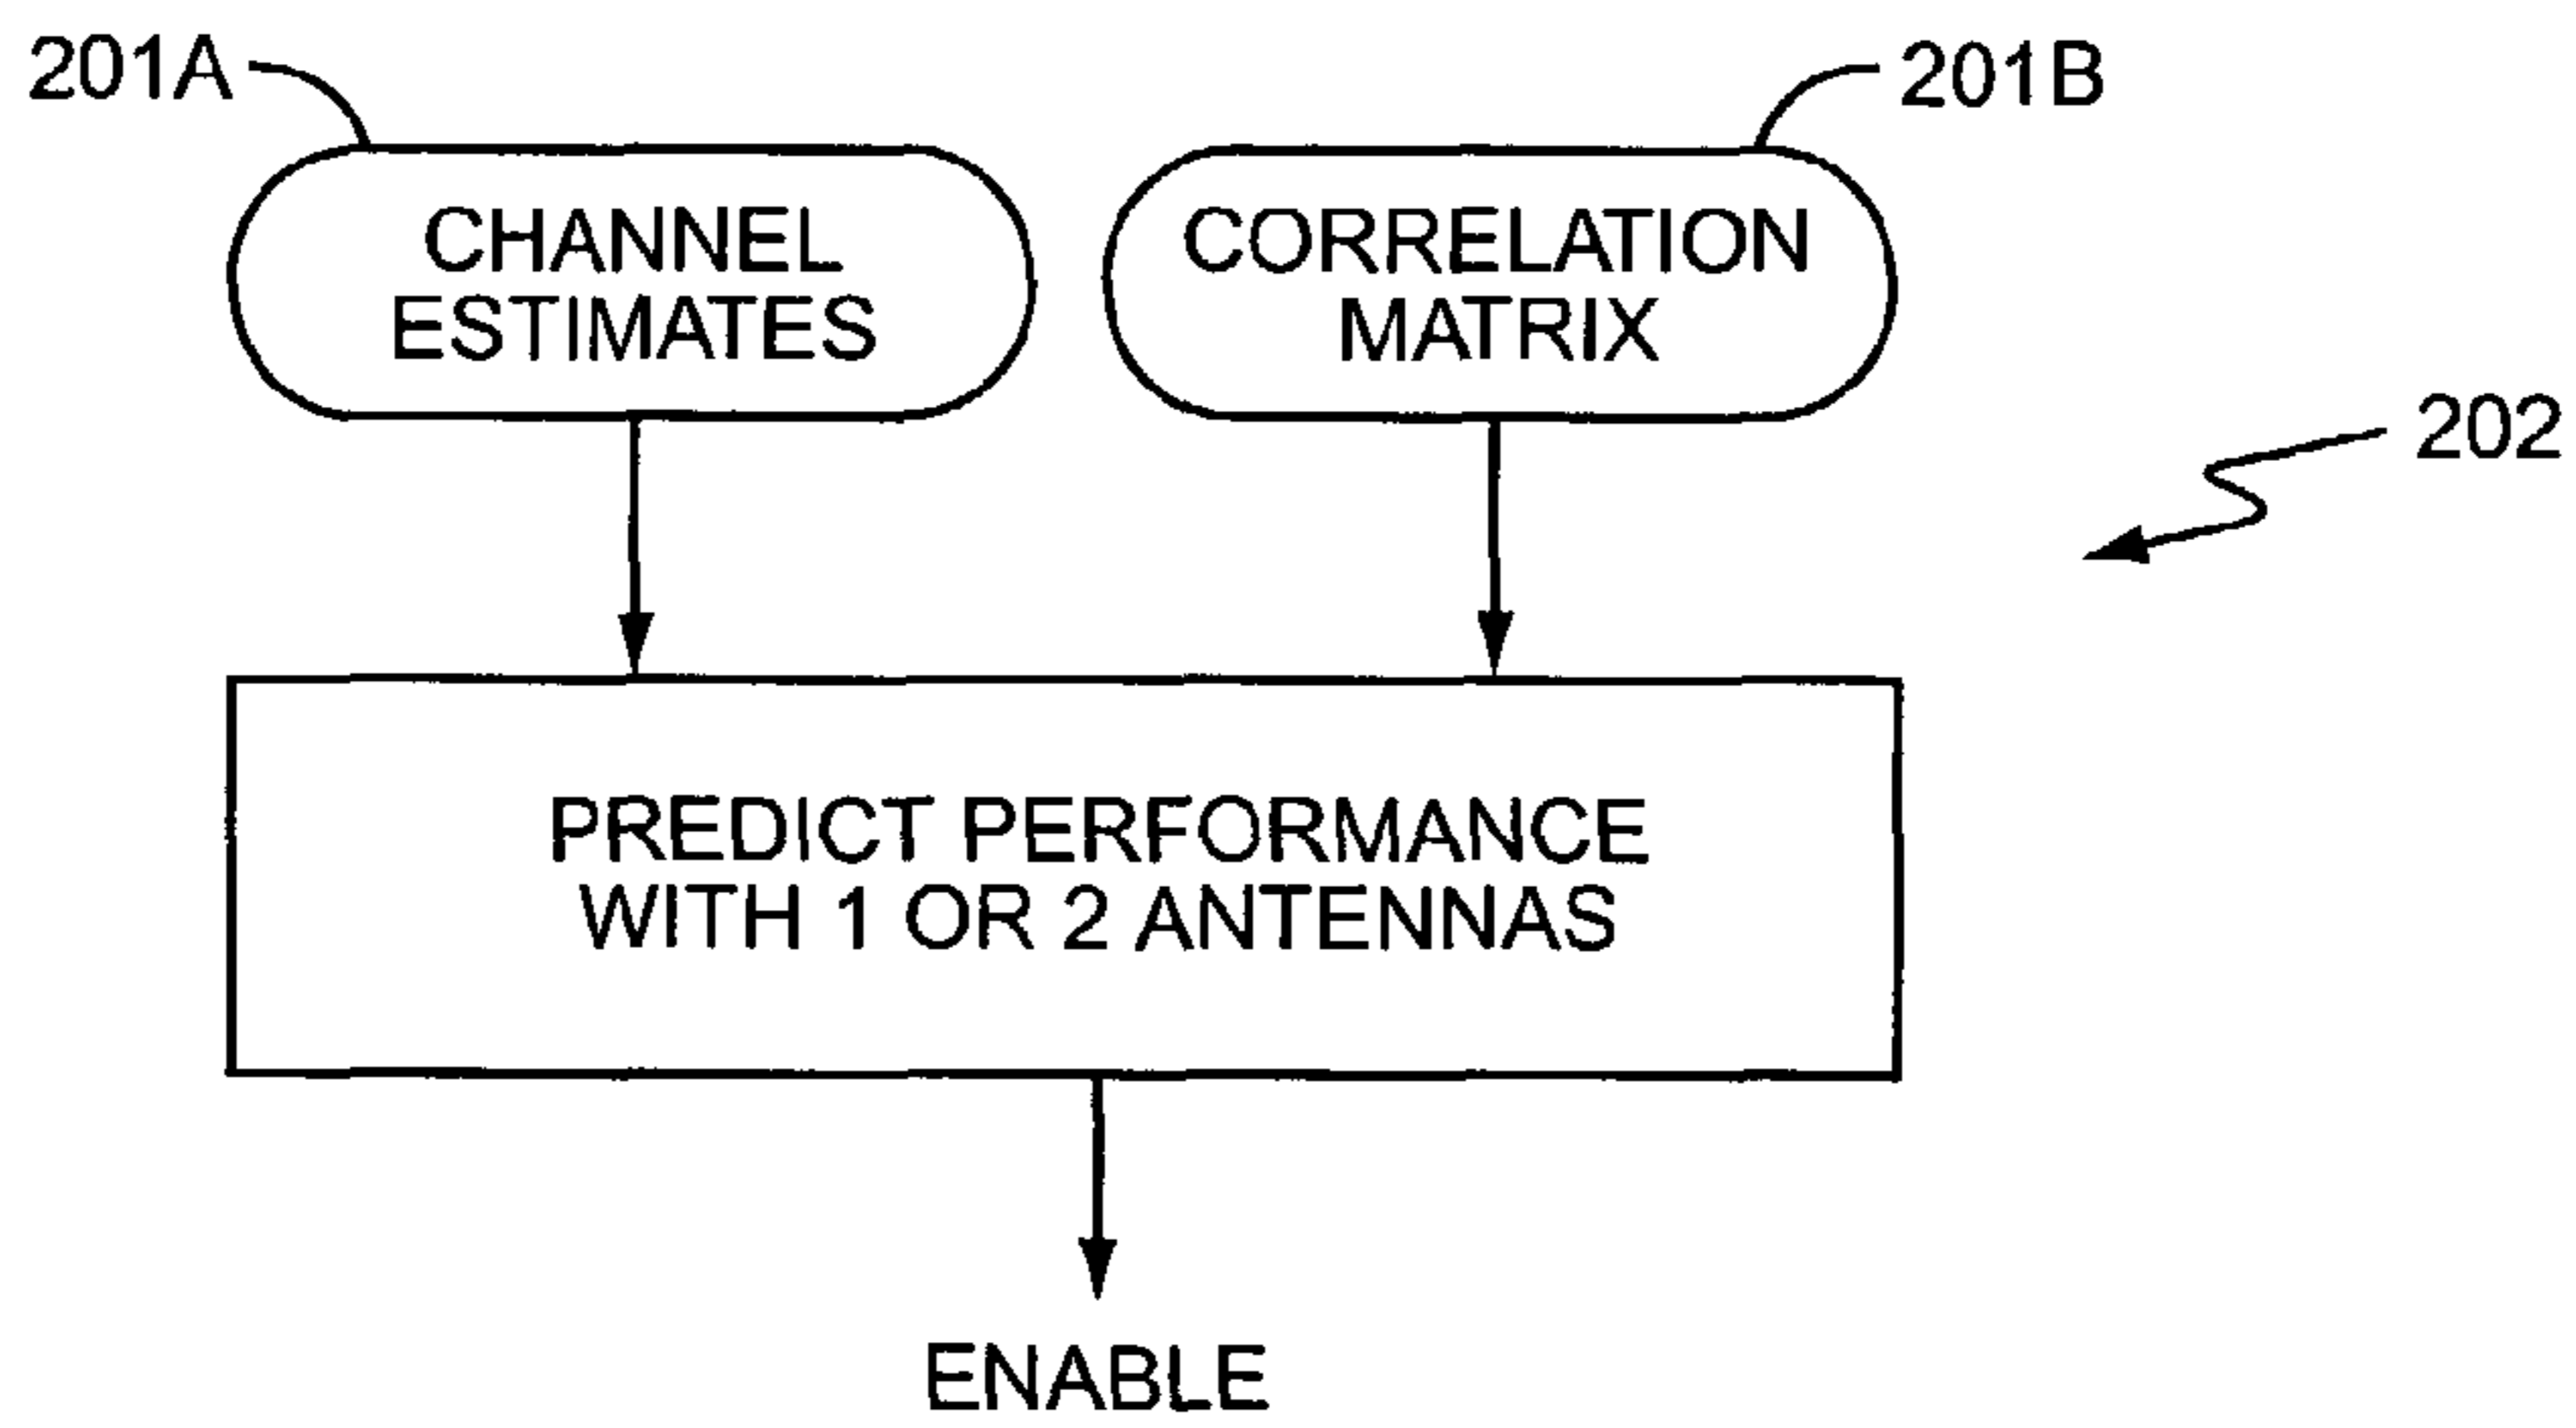 201A
201B
CHANNEL
ESTIMATES
CORRELATION
MATRIX
202
PREDICT PERFORMANCE
WITH 1 OR 2 ANTENNAS
ENABLE